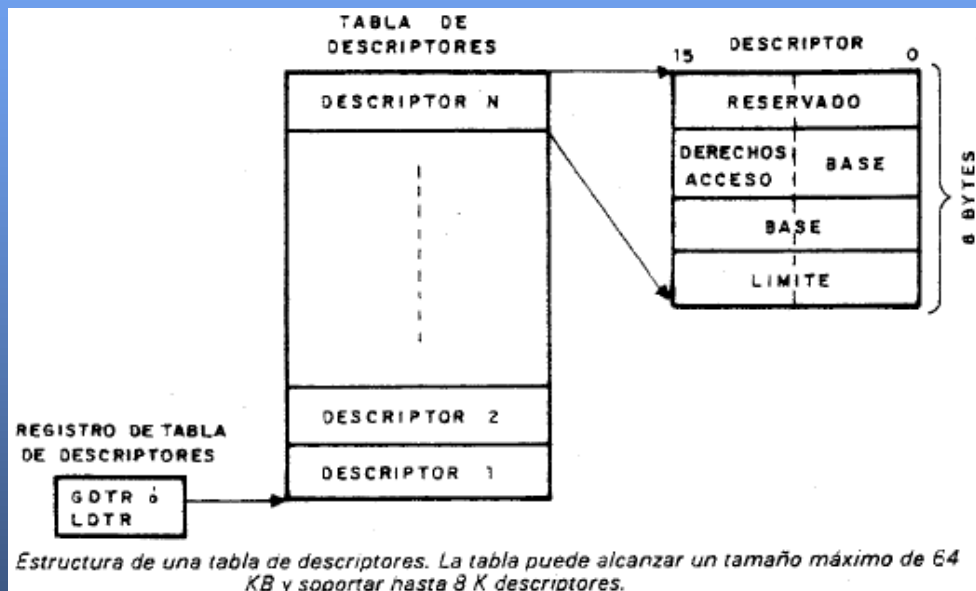 TABLA DE
DESCRIPTORES
DESCRIPTOR
15
0
DESCRIPTOR N
RESERVADO
DERECHOS
ACCESO
BASE
BASE
LIMITE
8 BYTES
DESCRIPTOR 2
DESCRIPTOR 1
REGISTRO DE TABLA
DE DESCRIPTORES
GDTR ó
LDTR
Estructura de una tabla de descriptores. La tabla puede alcanzar un tamaño máximo de 64
KB y soportar hasta 8 K descriptores.